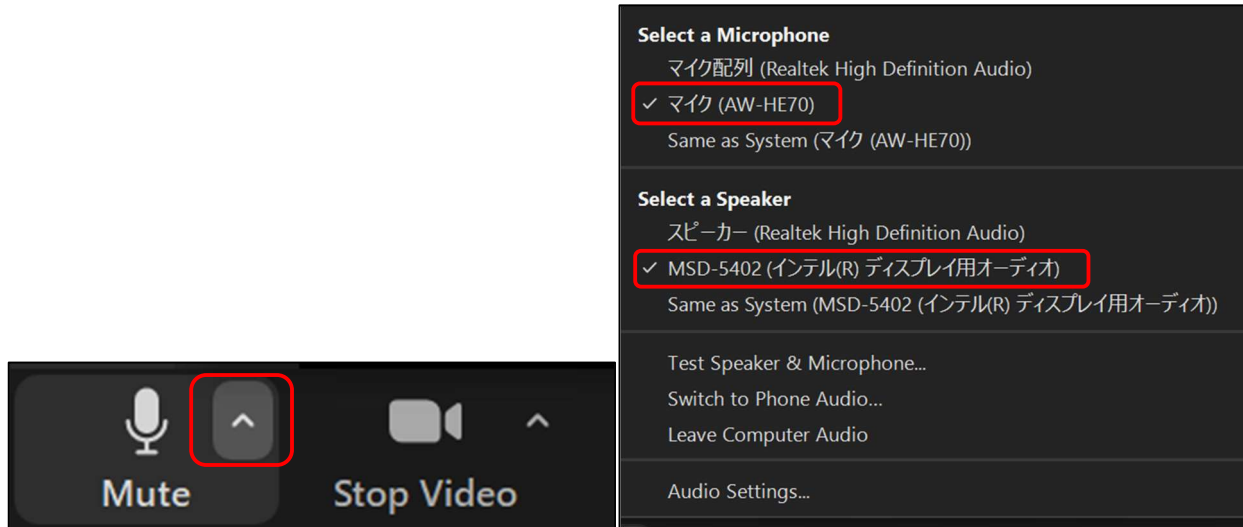 Mute
Stop Video
Select a Microphone
マイク配列 (Realtek High Definition Audio)
マイク (AW-HE70)
Same as System (マイク (AW-HE70))
Select a Speaker
スピーカー (Realtek High Definition Audio)
MSD-5402 (インテル(R) ディスプレイ用オーディオ)
Same as System (MSD-5402 (インテル(R) ディスプレイ用オーディオ))
Test Speaker & Microphone...
Switch to Phone Audio...
Leave Computer Audio
Audio Settings...